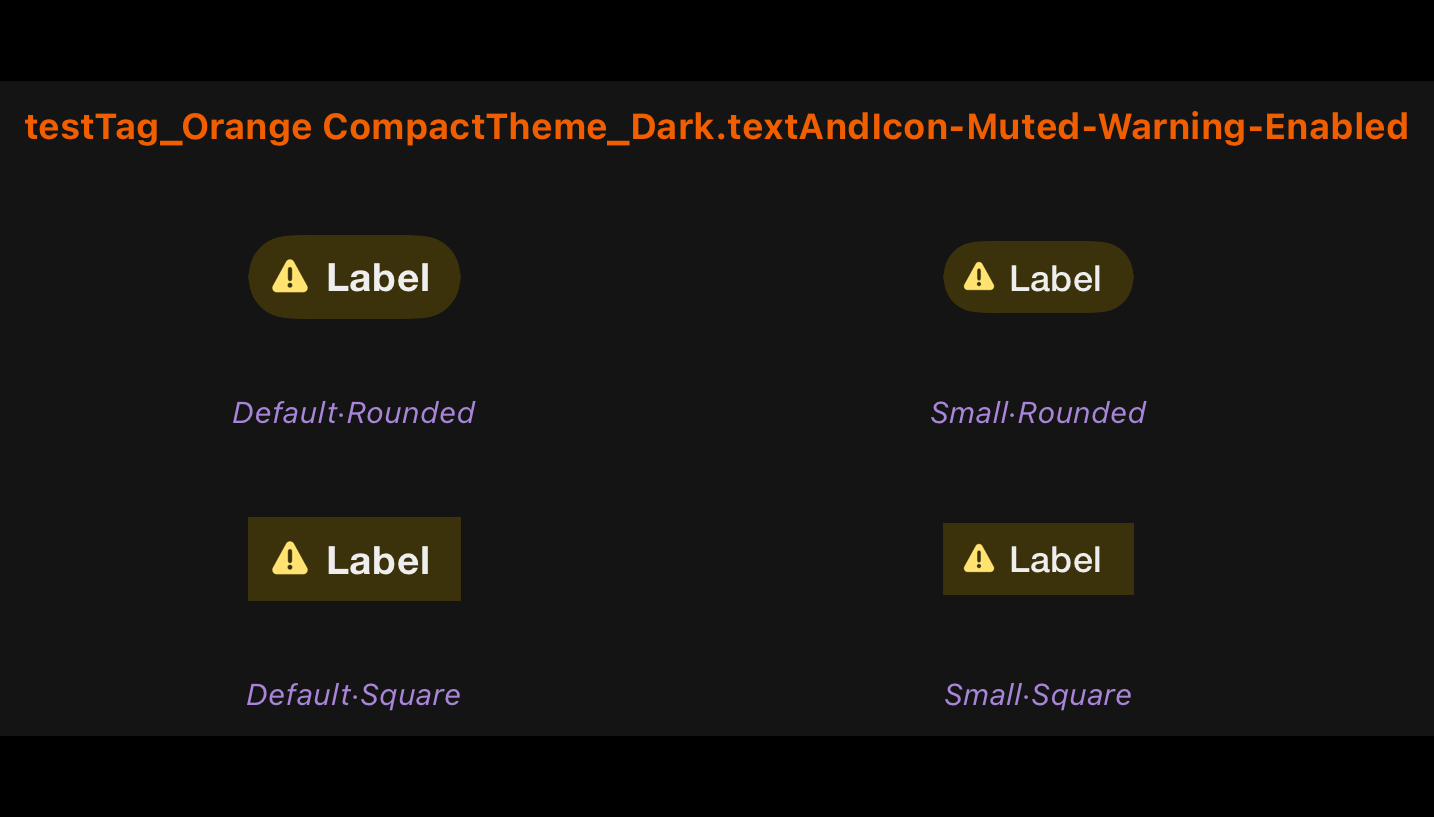 testTag_Orange CompactTheme_Dark.textAndIcon-Muted-Warning-Enabled
Label
Label
Default·Rounded
Small·Rounded
Label
Label
Default·Square
Small·Square